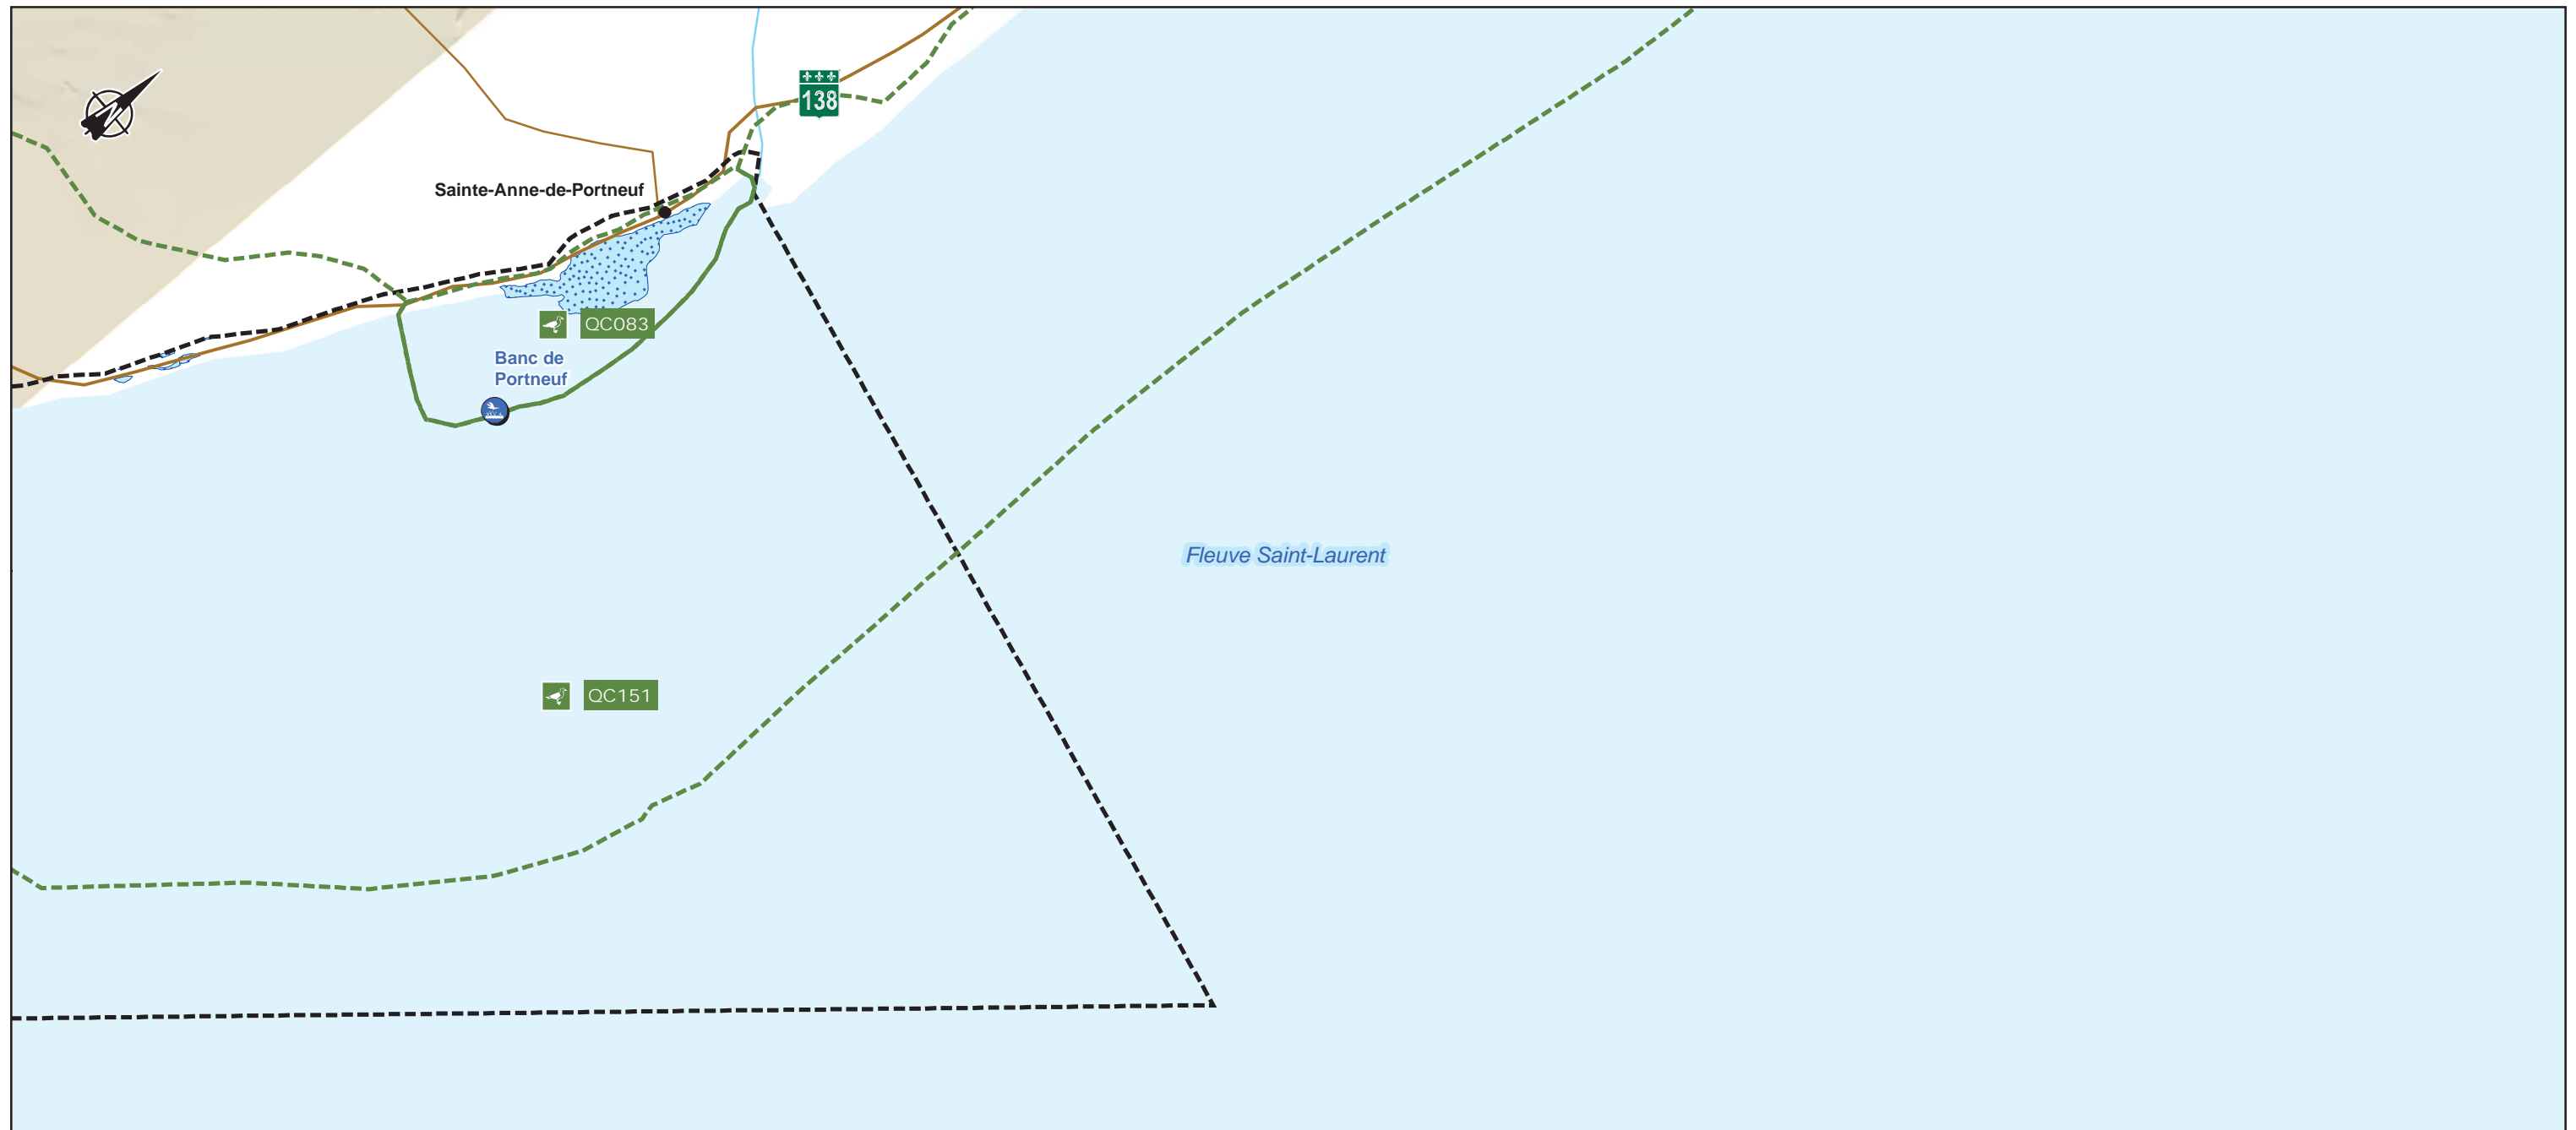 138
Sainte-Anne-de-Portneuf
QC083
Banc de
Portneuf
Fleuve Saint-Laurent
QC151